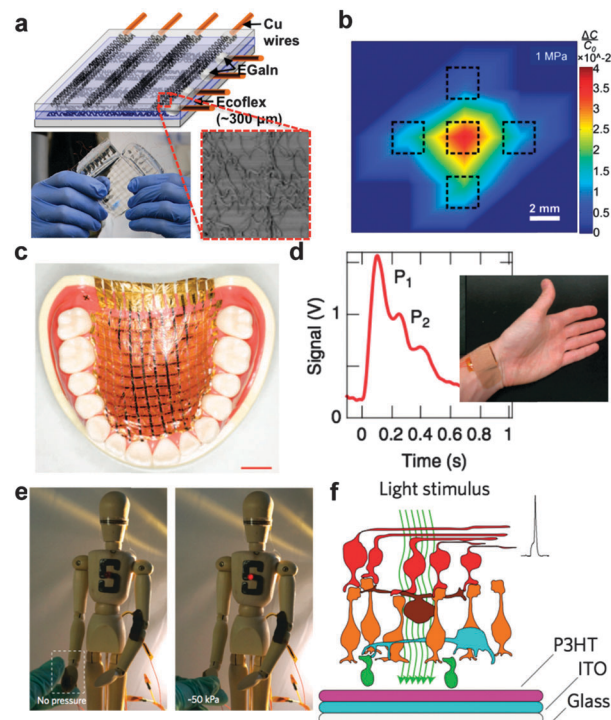 a
Cu
wires
EGaIn
Ecoflex
(~300 μm)
b
1 MPa
ΔC
C₀
×10^-2
4
3.5
3
2.5
2
1.5
1
0.5
0
2 mm
c
d
P₁
P₂
1
0
Signal (V)
0 0.2 0.4 0.6 0.8 1
Time (s)
e
S
No pressure
S
~50 kPa
f
Light stimulus
P3HT
ITO
Glass